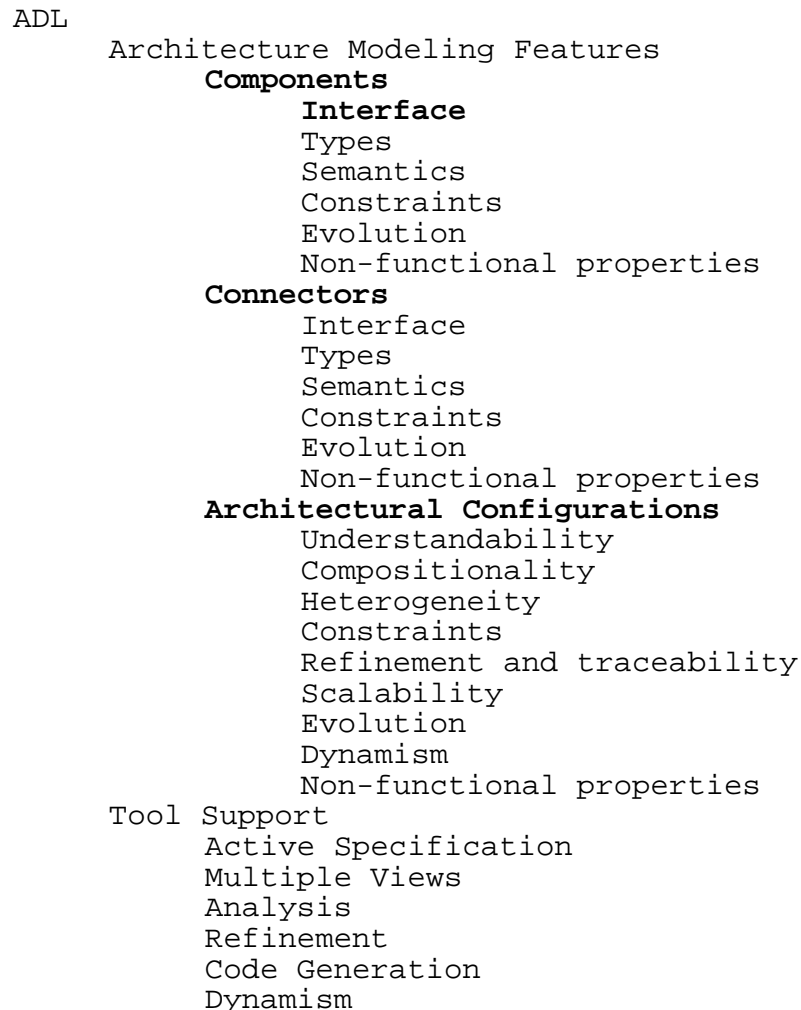 ADL
Architecture Modeling Features
Components
Interface
Types
Semantics
Constraints
Evolution
Non-functional properties
Connectors
Interface
Types
Semantics
Constraints
Evolution
Non-functional properties
Architectural Configurations
Understandability
Compositionality
Heterogeneity
Constraints
Refinement and traceability
Scalability
Evolution
Dynamism
Non-functional properties
Tool Support
Active Specification
Multiple Views
Analysis
Refinement
Code Generation
Dynamism